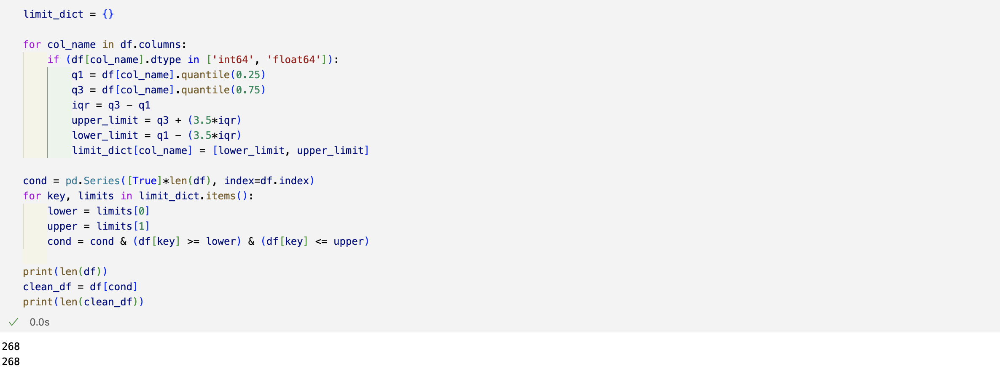 limit_dict = {}
for col_name in df.columns:
if (df[col_name].dtype in ['int64', 'float64']):
q1 = df[col_name].quantile(0.25)
q3 = df[col_name].quantile(0.75)
iqr = q3 - q1
upper_limit = q3 + (3.5*iqr)
lower_limit = q1 - (3.5*iqr)
limit_dict[col_name] = [lower_limit, upper_limit]
cond = pd.Series([True]*len(df), index=df.index)
for key, limits in limit_dict.items():
lower = limits[0]
upper = limits[1]
cond = cond & (df[key] >= lower) & (df[key] <= upper)
print(len(df))
clean_df = df[cond]
print(len(clean_df))
0.0s
268
268